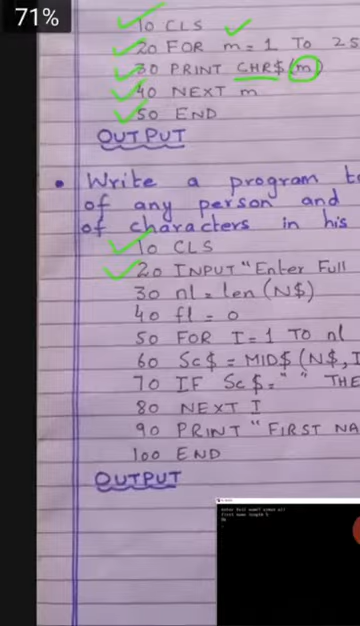 71%
10 CLS
20 FOR m = 1 TO 25
30 PRINT CHR$ (m)
40 NEXT m
50 END
OUTPUT
• Write a program to
of any person and
of characters in his
10 CLS
20 INPUT "Enter Full
30 nl = len (N$)
40 fl = 0
50 FOR I = 1 TO nl
60 Sc$ = MID$ (N$, I
70 IF Sc$ = " " THE
80 NEXT I
90 PRINT "FIRST NA
100 END
OUTPUT